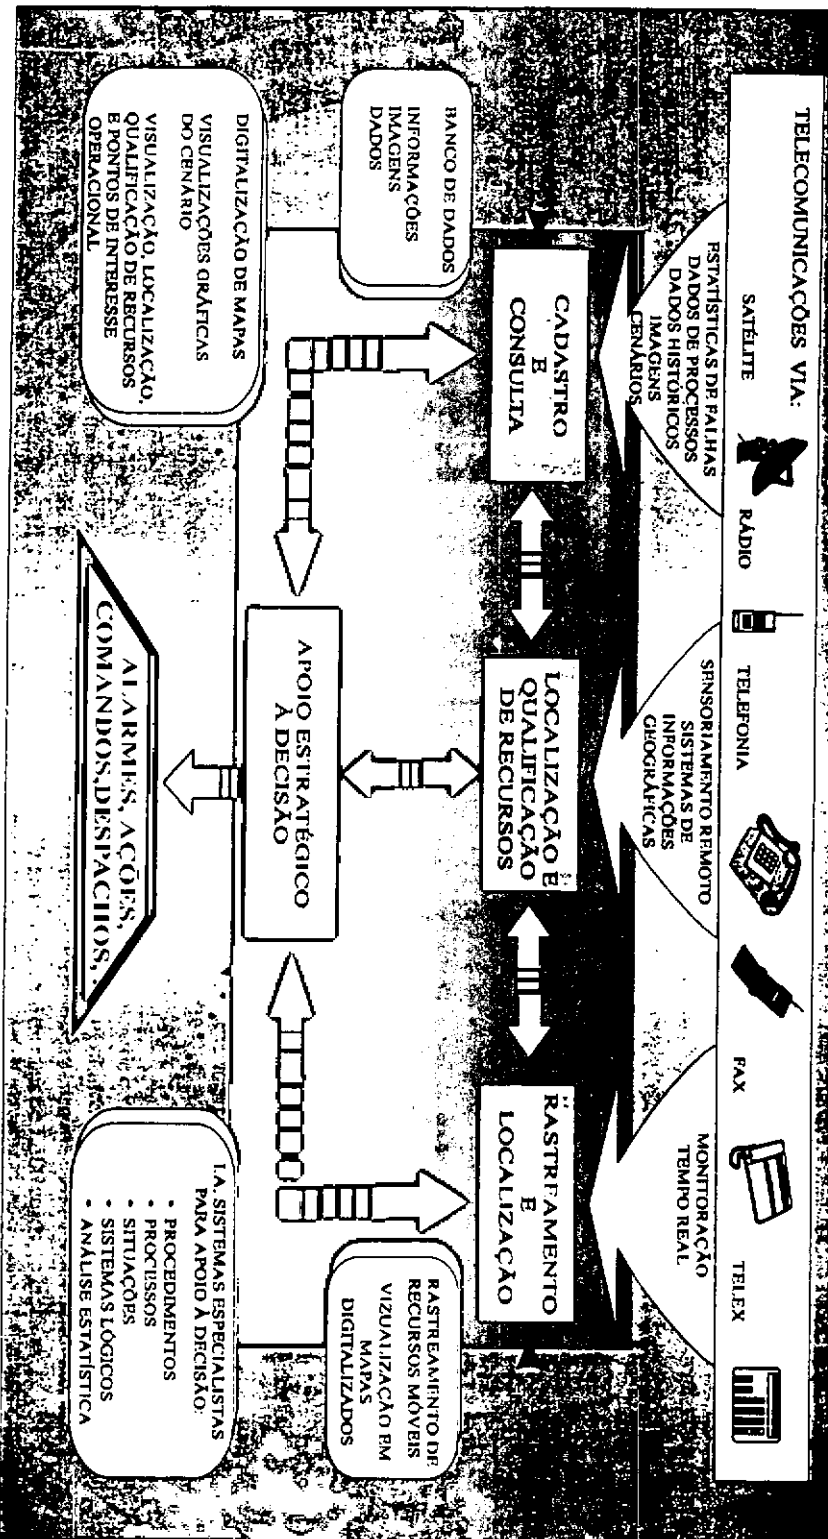 TELECOMUNICAÇÕES VIA:
SATÉLITE
RÁDIO
TELEFONIA
FAX
TELEX
ESTATÍSTICAS DE FALHAS
DADOS DE PROCESSOS
DADOS HISTÓRICOS
IMAGENS
CENÁRIOS
SENSORIAMENTO REMOTO
SISTEMAS DE
INFORMAÇÕES
GEOGRÁFICAS
MONITORAÇÃO
TEMPO REAL
CADASTRO
E
CONSULTA
LOCALIZAÇÃO E
QUALIFICAÇÃO
DE RECURSOS
RASTREAMENTO
E
LOCALIZAÇÃO
BANCO DE DADOS
INFORMAÇÕES
IMAGENS
DADOS
RASTREAMENTO DE
RECURSOS MÓVEIS
VIZUALIZAÇÃO EM
MAPAS
DIGITALIZADOS
APOIO ESTRATÉGICO
À DECISÃO
DIGITALIZAÇÃO DE MAPAS
VISUALIZAÇÕES GRÁFICAS
DO CENÁRIO
VISUALIZAÇÃO, LOCALIZAÇÃO,
QUALIFICAÇÃO DE RECURSOS
E PONTOS DE INTERESSE
OPERACIONAL
I.A. SISTEMAS ESPECIALISTAS
PARA APOIO À DECISÃO:
• PROCEDIMENTOS
• PROCESSOS
• SITUAÇÕES
• SISTEMAS LÓGICOS
• ANÁLISE ESTATÍSTICA
ALARMES, AÇÕES,
COMANDOS,DESPACHOS,